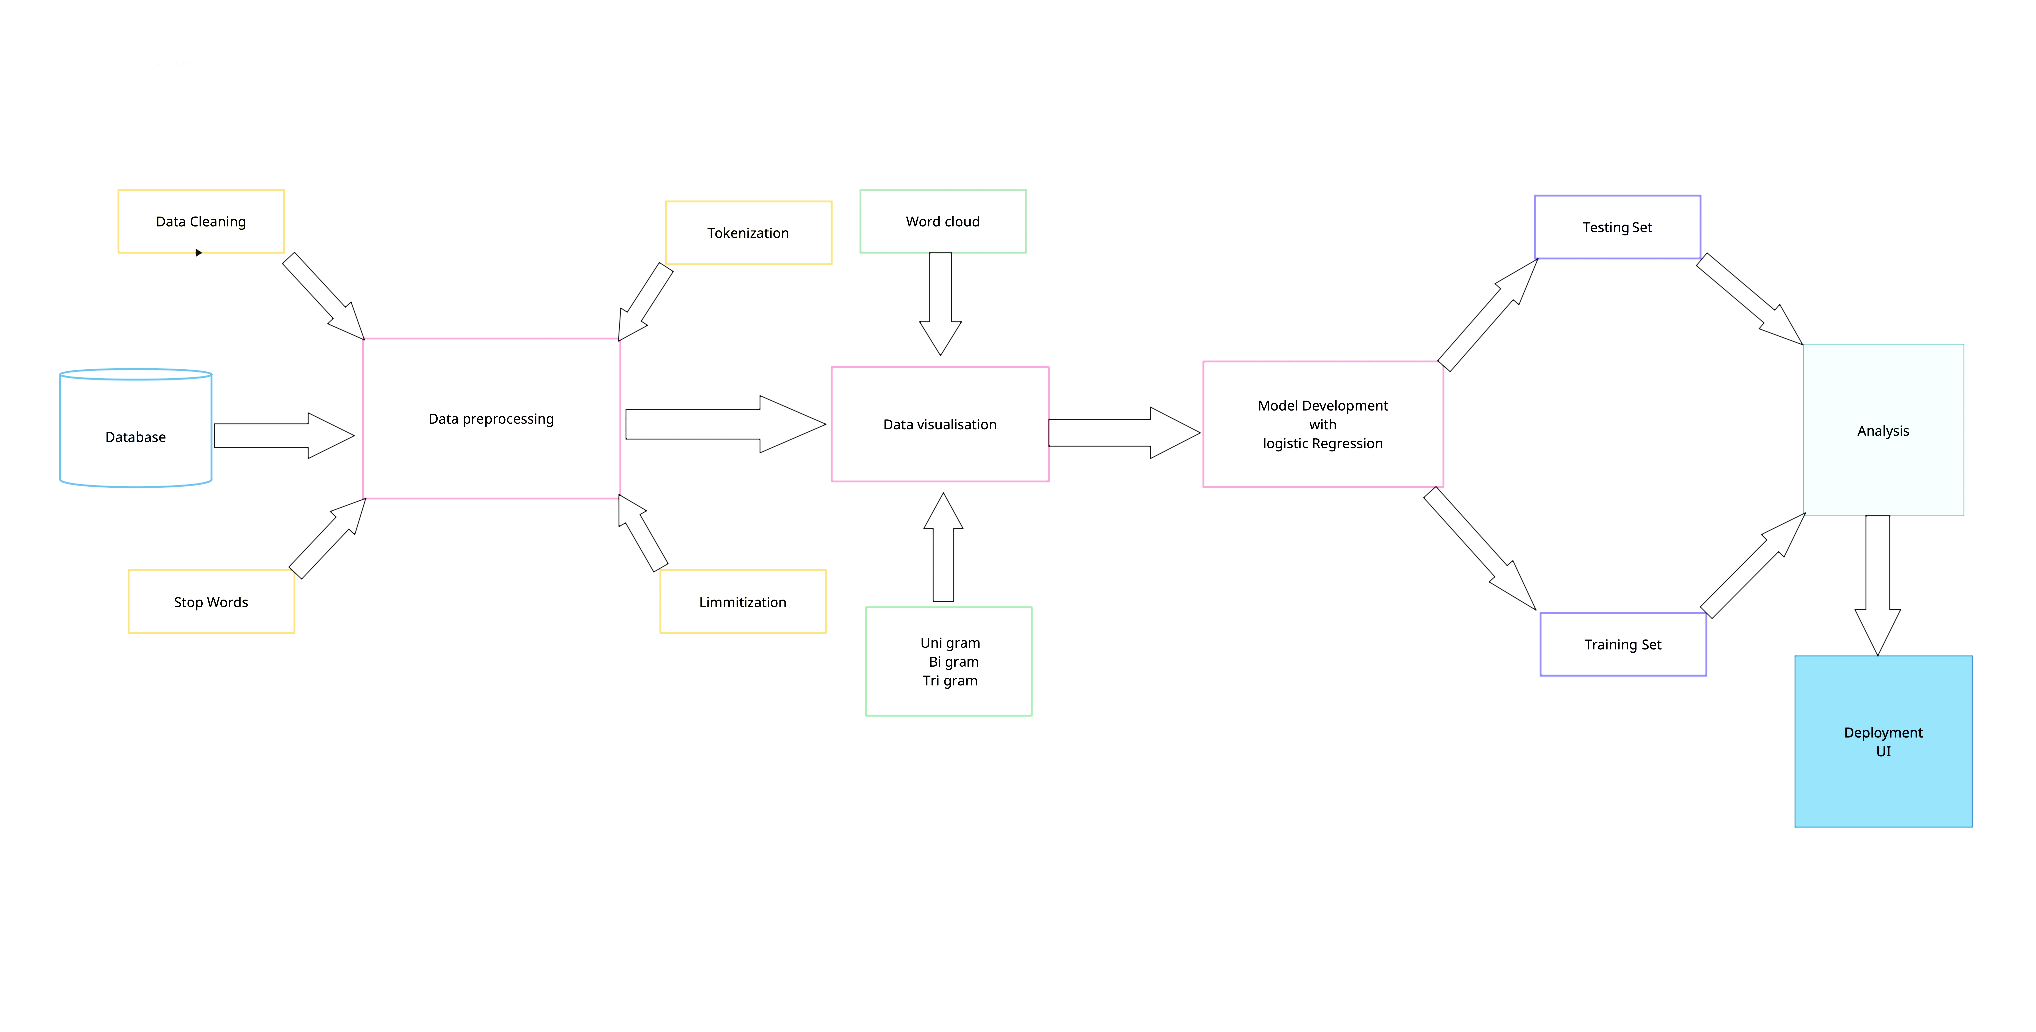 Data Cleaning
Tokenization
Word cloud
Testing Set
Database
Data preprocessing
Data visualisation
Model Development
with
logistic Regression
Analysis
Stop Words
Limmitization
Uni gram
Bi gram
Tri gram
Training Set
Deployment
UI